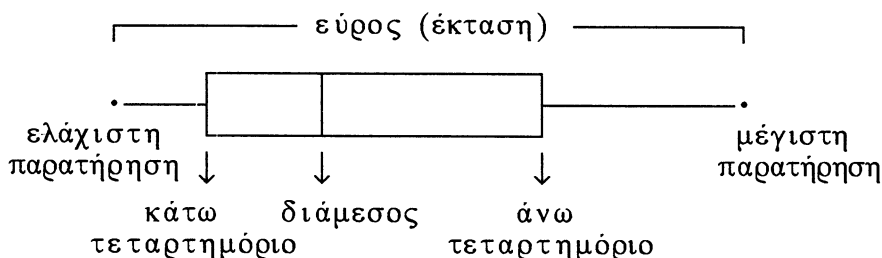 εύρος (έκταση)
ελάχιστη
παρατήρηση
μέγιστη
παρατήρηση
κάτω
τεταρτημόριο
διάμεσος
άνω
τεταρτημόριο